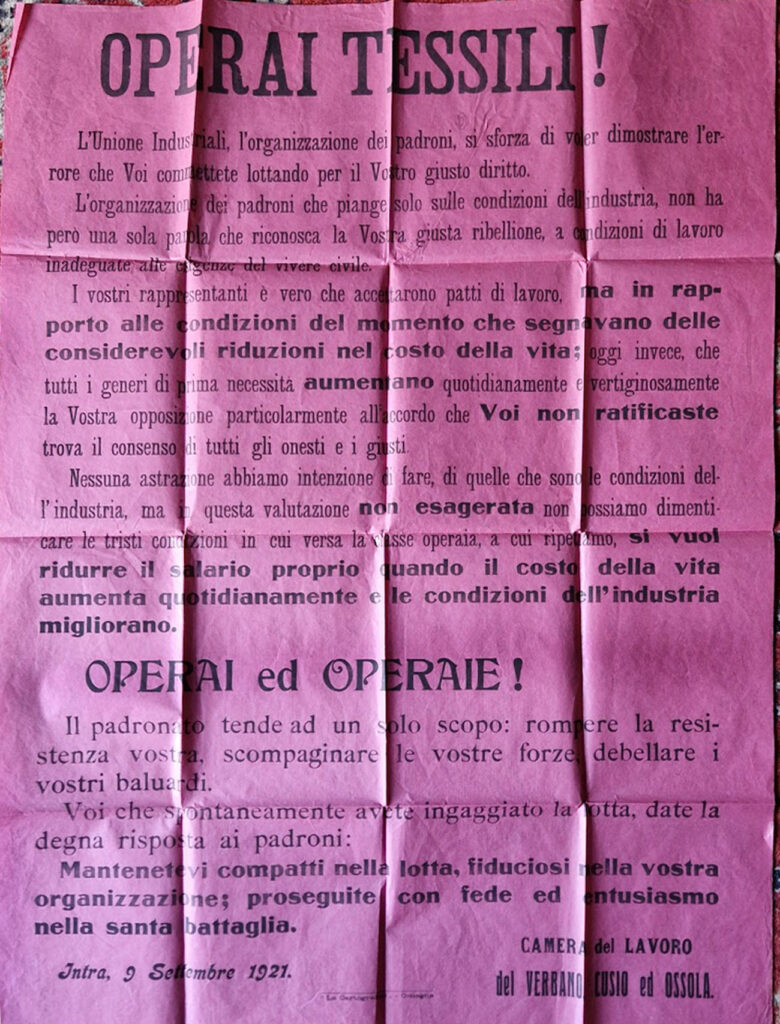 OPERAI TESSILI!
L'Unione Industriali, l'organizzazione dei padroni, si sforza di voler dimostrare l'er-
rore che Voi commettete lottando per il Vostro giusto diritto.
L'organizzazione dei padroni che piange solo sulle condizioni dell'industria, non ha
però una sola parola che riconosca la Vostra giusta ribellione, a condizioni di lavoro
inadeguate alle esigenze del vivere civile.
I vostri rappresentanti è vero che accettarono patti di lavoro, ma in rap-
porto alle condizioni del momento che segnavano delle
considerevoli riduzioni nel costo della vita; oggi invece, che
tutti i generi di prima necessità aumentano quotidianamente e vertiginosamente
la Vostra opposizione particolarmente all'accordo che Voi non ratificaste
trova il consenso di tutti gli onesti e i giusti.
Nessuna astrazione abbiamo intenzione di fare, di quelle che sono le condizioni del-
l'industria, ma in questa valutazione non esagerata non possiamo dimenti-
care le tristi condizioni in cui versa la classe operaia, a cui ripetiamo, si vuol
ridurre il salario proprio quando il costo della vita
aumenta quotidianamente e le condizioni dell'industria
migliorano.
OPERAI ed OPERAIE!
Il padronato tende ad un solo scopo: rompere la resi-
stenza vostra, scompaginare le vostre forze, debellare i
vostri baluardi.
Voi che spontaneamente avete ingaggiato la lotta, date la
degna risposta ai padroni:
Mantenetevi compatti nella lotta, fiduciosi nella vostra
organizzazione; proseguite con fede ed entusiasmo
nella santa battaglia.
Intra, 9 Settembre 1921.
CAMERA del LAVORO
del VERBANO CUSIO ed OSSOLA.